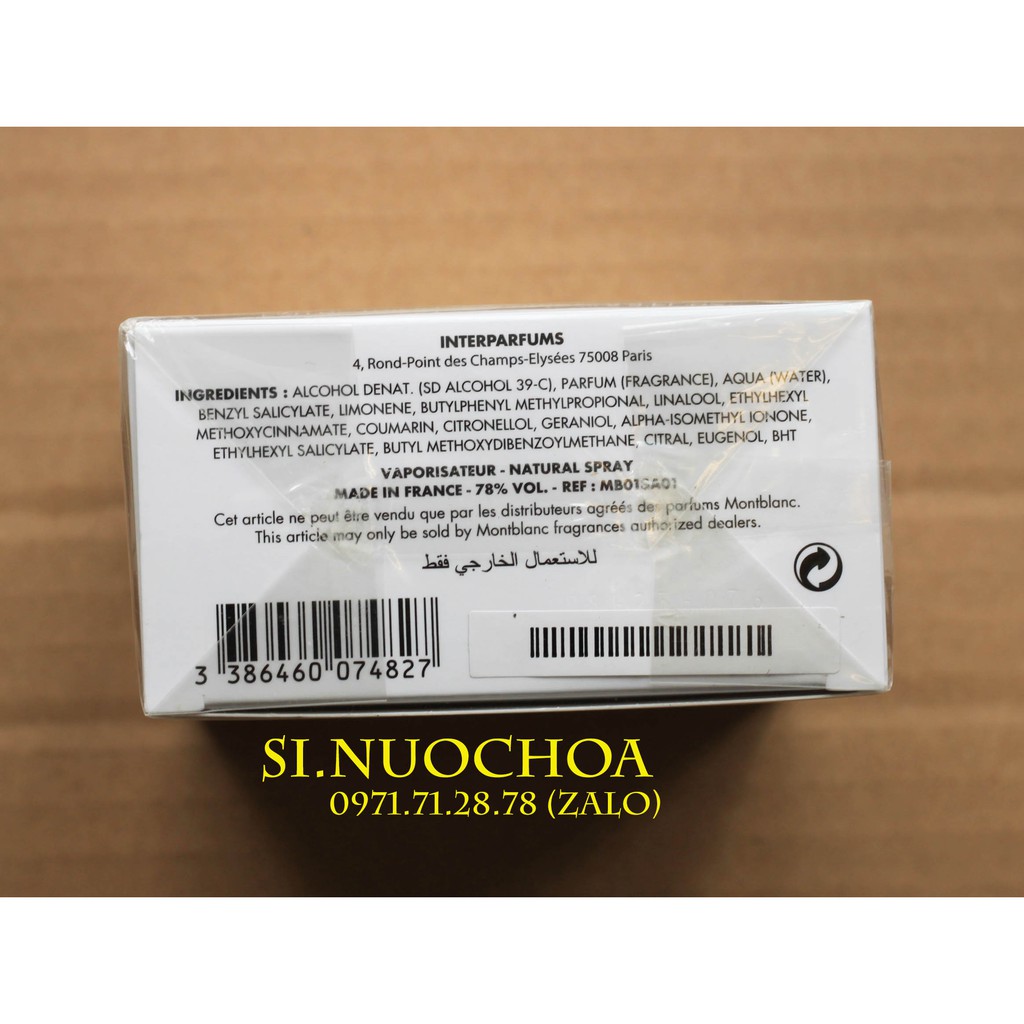 INTERPARFUMS
4, Rond-Point des Champs-Elysées 75008 Paris
INGREDIENTS : ALCOHOL DENAT. (SD ALCOHOL 39-C), PARFUM (FRAGRANCE), AQUA (WATER),
BENZYL SALICYLATE, LIMONENE, BUTYLPHENYL METHYLPROPIONAL, LINALOOL, ETHYLHEXYL
METHOXYCINNAMATE, COUMARIN, CITRONELLOL, GERANIOL, ALPHA-ISOMETHYL IONONE,
ETHYLHEXYL SALICYLATE, BUTYL METHOXYDIBENZOYLMETHANE, CITRAL, EUGENOL, BHT
VAPORISATEUR - NATURAL SPRAY
MADE IN FRANCE - 78% VOL. - REF : MB01SA01
Cet article ne peut être vendu que par les distributeurs agréés des parfums Montblanc.
This article may only be sold by Montblanc fragrances authorized dealers.
للاستعمال الخارجي فقط
3 386460 074827
SI.NUOCHOA
0971.71.28.78 (ZALO)